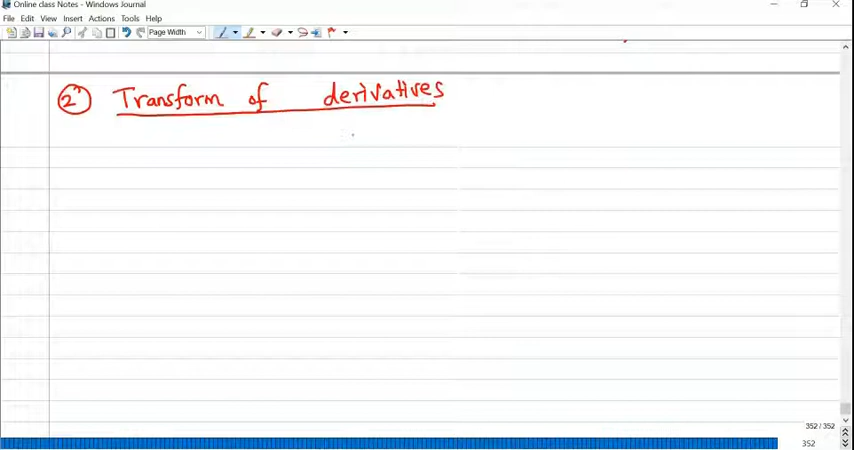 Online class Notes - Windows Journal
File Edit View Insert Actions Tools Help
Page Width
2 Transform of derivatives
352 / 352
352